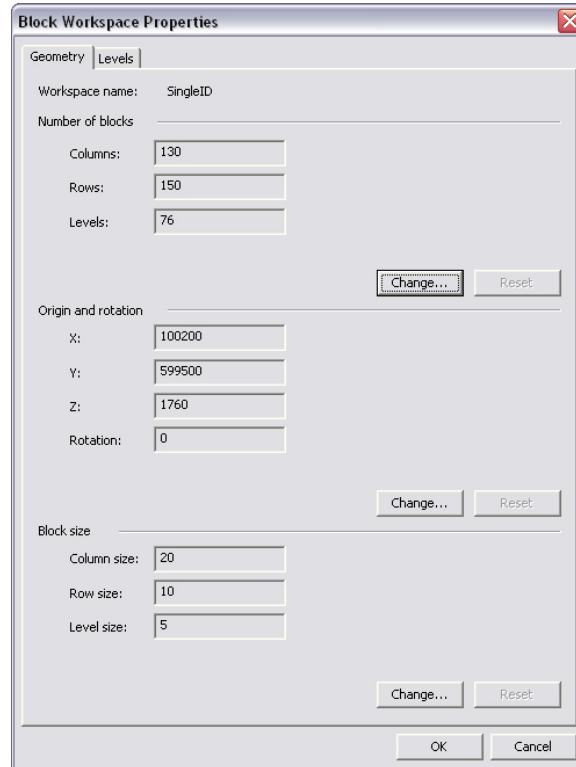 Block Workspace Properties
Geometry Levels
Workspace name: SingleID
Number of blocks
Columns: 130
Rows: 150
Levels: 76
Change... Reset
Origin and rotation
X: 100200
Y: 599500
Z: 1760
Rotation: 0
Change... Reset
Block size
Column size: 20
Row size: 10
Level size: 5
Change... Reset
OK Cancel